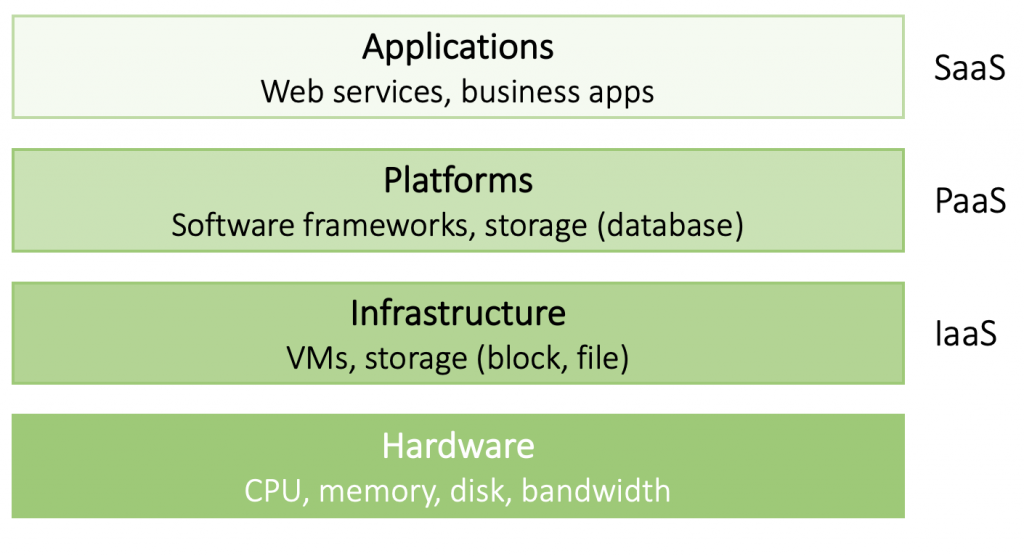 Applications
Web services, business apps
SaaS
Platforms
Software frameworks, storage (database)
PaaS
Infrastructure
VMs, storage (block, file)
IaaS
Hardware
CPU, memory, disk, bandwidth